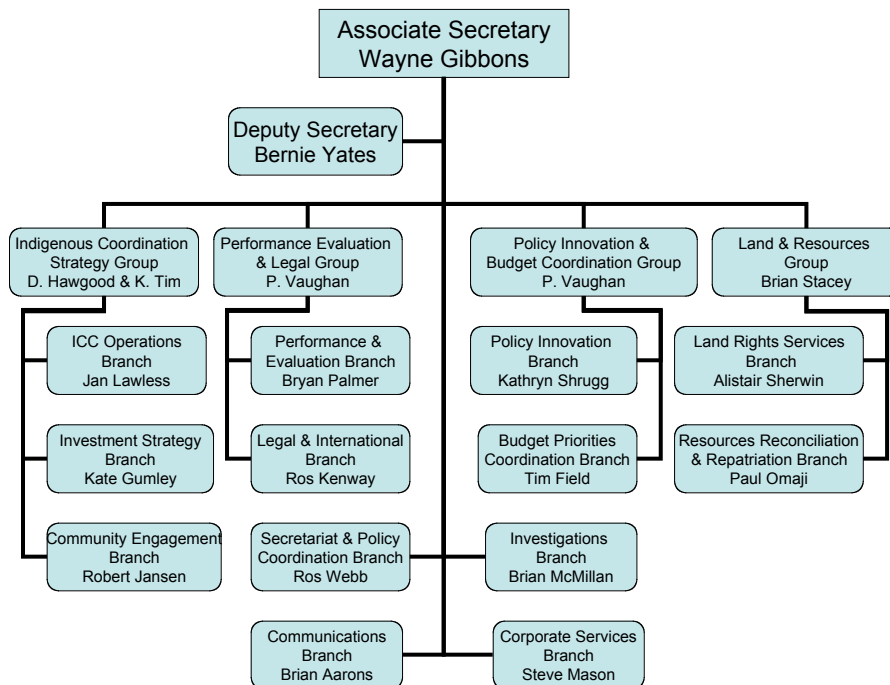 Associate Secretary
Wayne Gibbons
Deputy Secretary
Bernie Yates
Indigenous Coordination
Strategy Group
D. Hawgood & K. Tim
Performance Evaluation
& Legal Group
P. Vaughan
Policy Innovation &
Budget Coordination Group
P. Vaughan
Land & Resources
Group
Brian Stacey
ICC Operations
Branch
Jan Lawless
Performance &
Evaluation Branch
Bryan Palmer
Policy Innovation
Branch
Kathryn Shrugg
Land Rights Services
Branch
Alistair Sherwin
Investment Strategy
Branch
Kate Gumley
Legal & International
Branch
Ros Kenway
Budget Priorities
Coordination Branch
Tim Field
Resources Reconciliation
& Repatriation Branch
Paul Omaji
Community Engagement
Branch
Robert Jansen
Secretariat & Policy
Coordination Branch
Ros Webb
Investigations
Branch
Brian McMillan
Communications
Branch
Brian Aarons
Corporate Services
Branch
Steve Mason